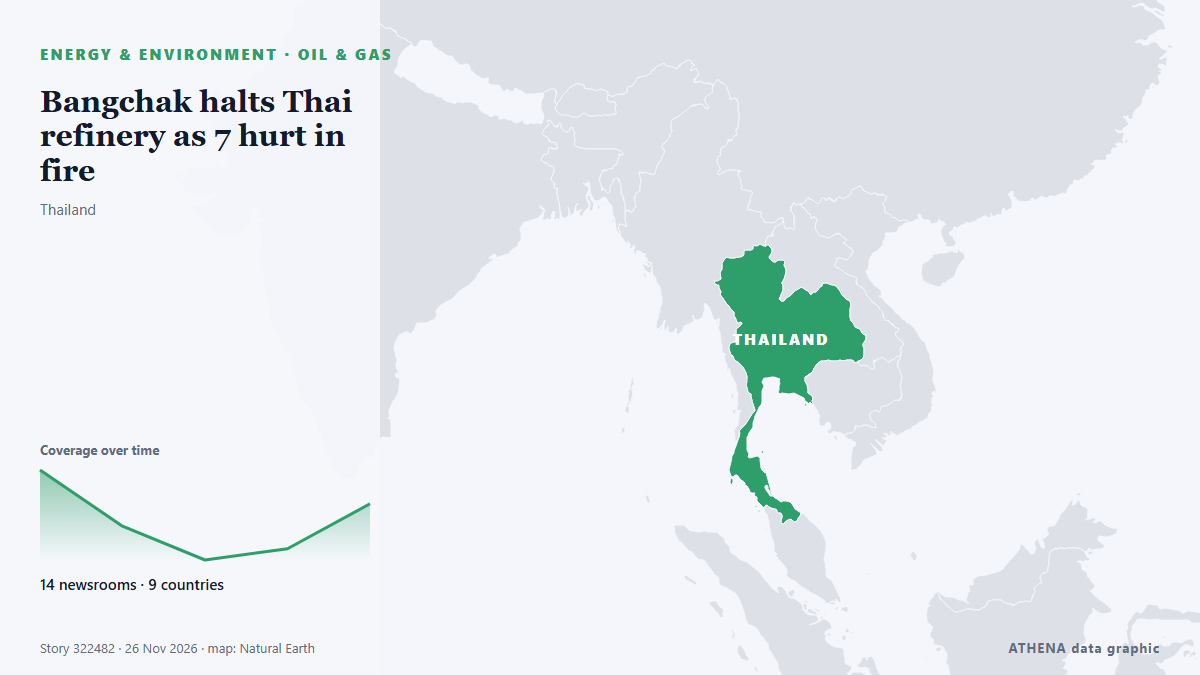 ENERGY & ENVIRONMENT · OIL & GAS
Bangchak halts Thai
refinery as 7 hurt in
fire
Thailand
THAILAND
Coverage over time
14 newsrooms · 9 countries
Story 322482 · 26 Nov 2026 · map: Natural Earth
ATHENA data graphic